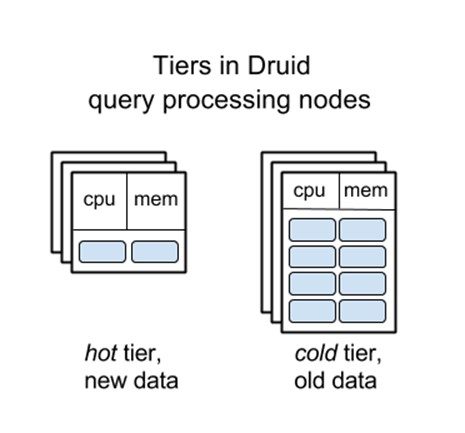 Tiers in Druid
query processing nodes
cpu mem
cpu mem
hot tier,
new data
cold tier,
old data